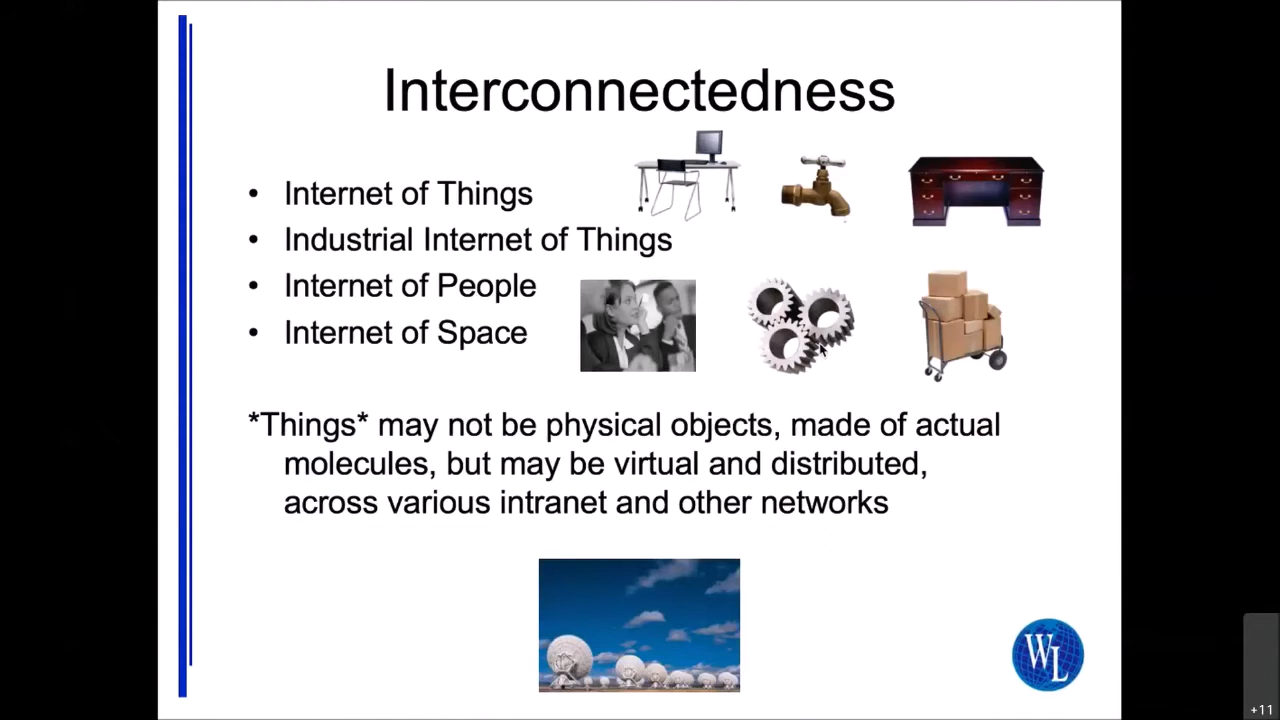 Interconnectedness
• Internet of Things
• Industrial Internet of Things
• Internet of People
• Internet of Space
*Things* may not be physical objects, made of actual
molecules, but may be virtual and distributed,
across various intranet and other networks
WL
+11